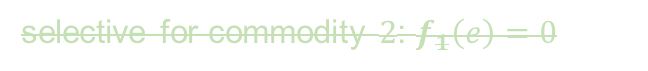 selective for commodity 2: f₁(e) = 0